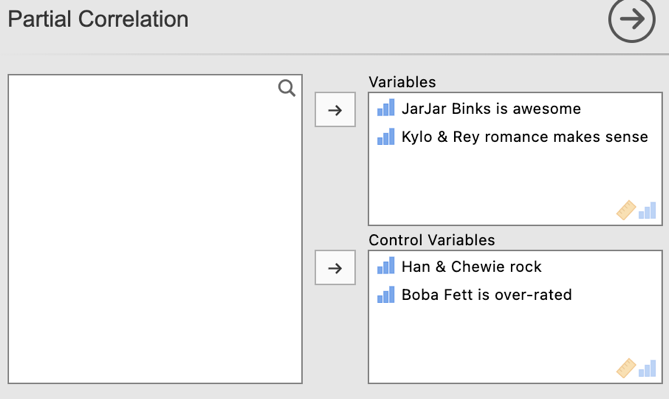 Partial Correlation
Variables
JarJar Binks is awesome
Kylo & Rey romance makes sense
Control Variables
Han & Chewie rock
Boba Fett is over-rated